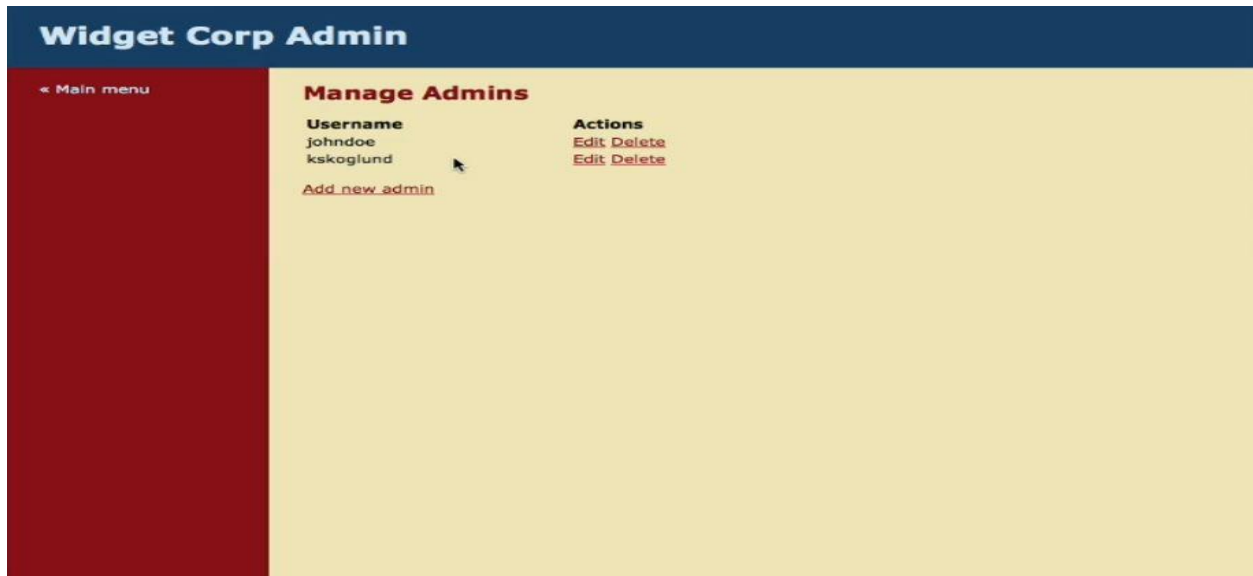 Widget Corp Admin
« Main menu
Manage Admins
Username Actions
johndoe Edit Delete
kskoglund Edit Delete
Add new admin